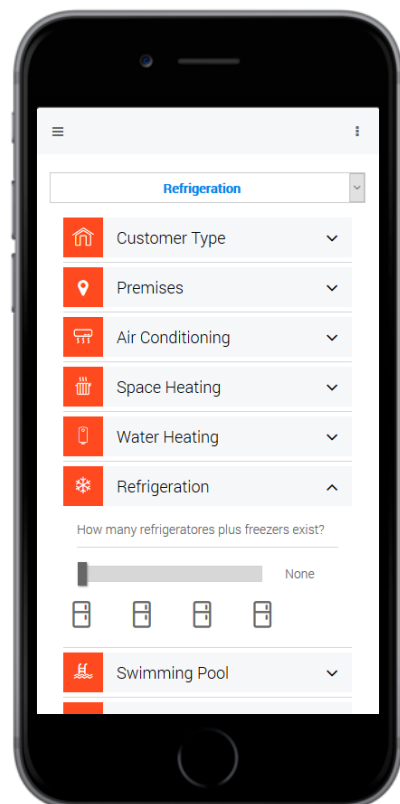 Refrigeration
Customer Type
Premises
Air Conditioning
Space Heating
Water Heating
Refrigeration
How many refrigeratores plus freezers exist?
None
Swimming Pool